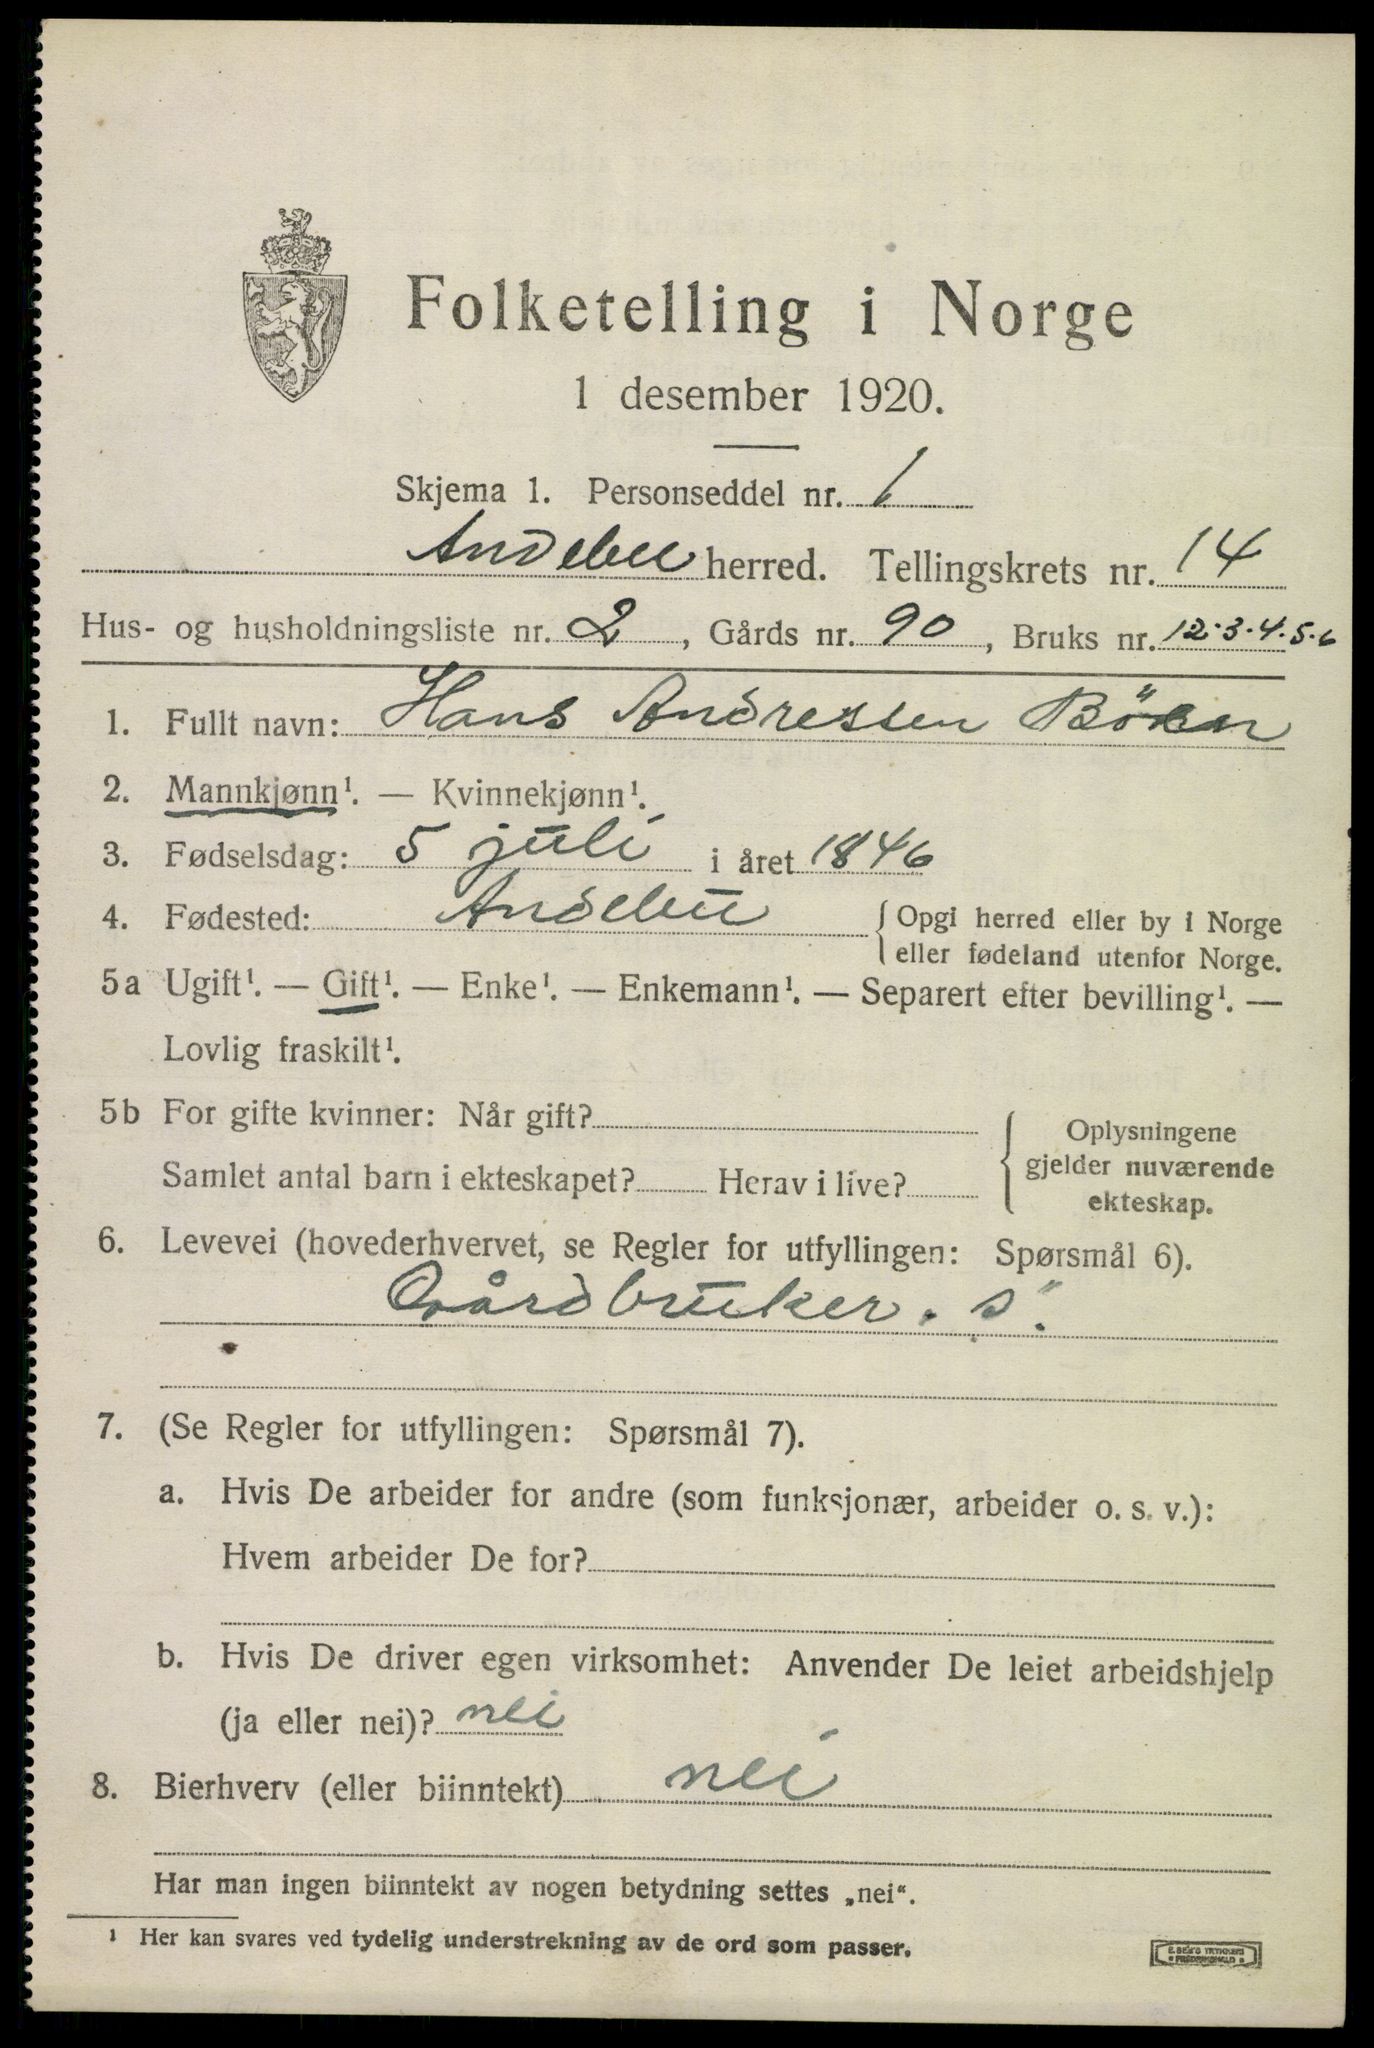 Folketelling i Norge
1 desember 1920.
Skjema 1. Personseddel nr. 1
Andebu herred. Tellingskrets nr. 14
Hus- og husholdningsliste nr. 2, Gårds nr. 90, Bruks nr. 12·3·4·5·6
1. Fullt navn: Hans Andressen
2. Mannkjønn¹. — Kvinnekjønn¹.
3. Fødselsdag: 5 juli i året 1846
4. Fødested: Andebu { Opgi herred eller by i Norge
eller fødeland utenfor Norge.
5a Ugift¹. — Gift¹. — Enke¹. — Enkemann¹. — Separert efter bevilling¹. —
Lovlig fraskilt¹.
5b For gifte kvinner: Når gift?
Samlet antal barn i ekteskapet? Herav i live?
{ Oplysningene
gjelder nuværende
ekteskap.
6. Levevei (hovederhvervet, se Regler for utfyllingen: Spørsmål 6).
Gårdbruker. s.
7. (Se Regler for utfyllingen: Spørsmål 7).
a. Hvis De arbeider for andre (som funksjonær, arbeider o. s. v.):
Hvem arbeider De for?
b. Hvis De driver egen virksomhet: Anvender De leiet arbeidshjelp
(ja eller nei)? nei
8. Bierhverv (eller biinntekt) nei
Har man ingen biinntekt av nogen betydning settes „nei“.
¹ Her kan svares ved tydelig understrekning av de ord som passer.
E. SEM'S TRYKKERI
FREDRIKSHALD